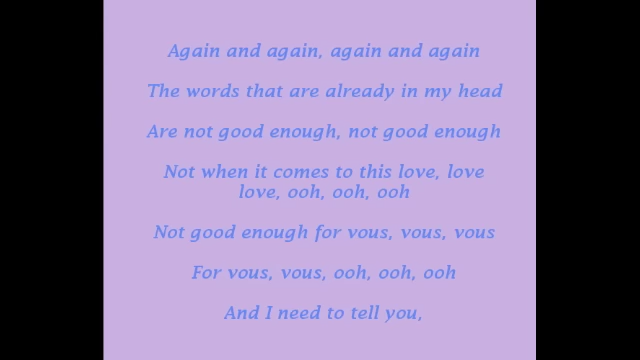 Again and again, again and again
The words that are already in my head
Are not good enough, not good enough
Not when it comes to this love, love
love, ooh, ooh, ooh
Not good enough for vous, vous, vous
For vous, vous, ooh, ooh, ooh
And I need to tell you,